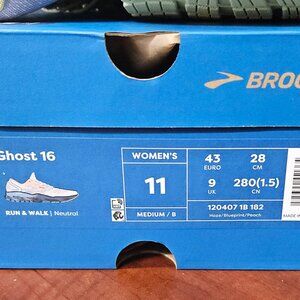 BROO
Ghost 16
WOMEN'S
11
MEDIUM / B
43
EURO
28
CM
9
UK
280(1.5)
CN
120407 1B 182
Haze/Blueprint/Peach
RUN & WALK | Neutral
MADE IN